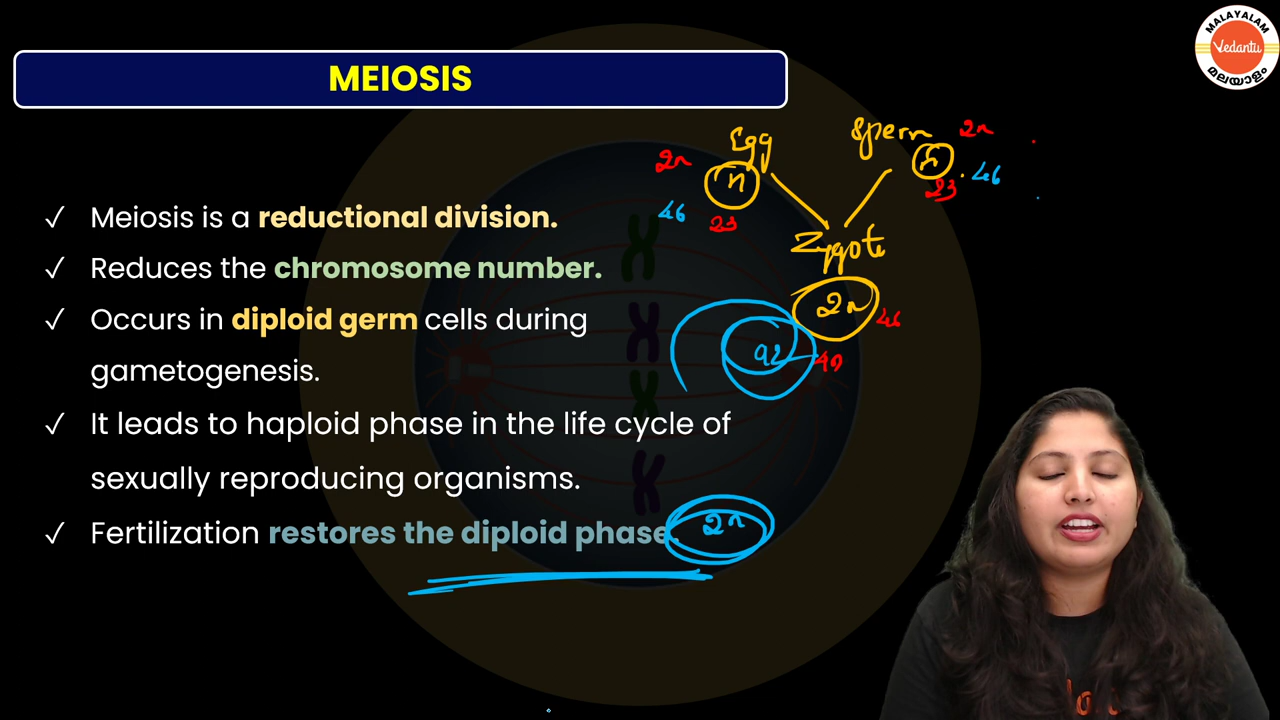 MALAYALAM
Vedantu
മലയാളം
MEIOSIS
Egg
Sperm
2n
2n
n
n
46
23
23
46
✓ Meiosis is a reductional division.
Zygote
✓ Reduces the chromosome number.
2n
46
✓ Occurs in diploid germ cells during
gametogenesis.
92
4n
✓ It leads to haploid phase in the life cycle of
sexually reproducing organisms.
✓ Fertilization restores the diploid phase.
2n